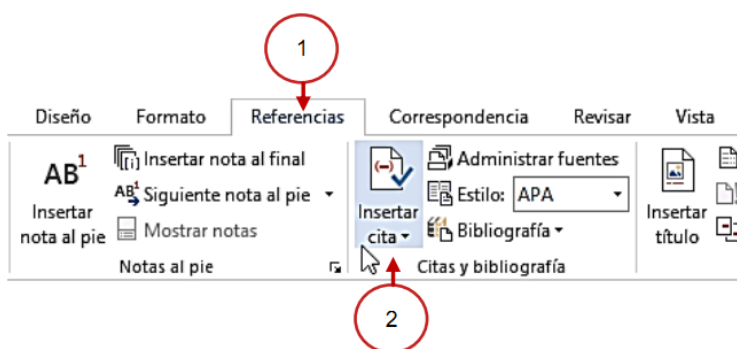 1
Diseño Formato Referencias Correspondencia Revisar Vista
AB1
Insertar
nota al pie
[i] Insertar nota al final
AB1 Siguiente nota al pie
Mostrar notas
Notas al pie
(-)
Insertar
cita
Administrar fuentes
Estilo: APA
Bibliografía
Citas y bibliografía
Insertar
título
2